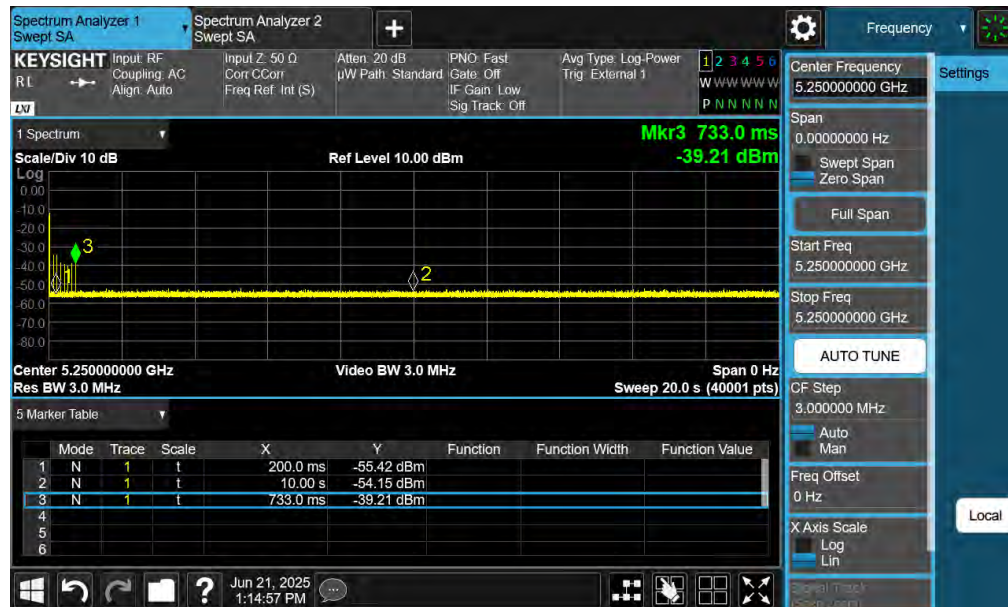 Spectrum Analyzer 1
Swept SA
Spectrum Analyzer 2
Swept SA
Frequency
KEYSIGHT
RL
LXI
Input: RF
Coupling: AC
Align: Auto
Input Z: 50 Ω
Corr CCorr
Freq Ref: Int (S)
Atten: 20 dB
µW Path: Standard
PNO: Fast
Gate: Off
IF Gain: Low
Sig Track: Off
Avg Type: Log-Power
Trig: External 1
1 2 3 4 5 6
W W W W W W
P N N N N N
1 Spectrum
Scale/Div 10 dB
Ref Level 10.00 dBm
Mkr3 733.0 ms
-39.21 dBm
Log
0.00
-10.0
-20.0
-30.0
-40.0
-50.0
-60.0
-70.0
-80.0
3
1
2
Center 5.250000000 GHz
Video BW 3.0 MHz
Span 0 Hz
Res BW 3.0 MHz
Sweep 20.0 s (40001 pts)
5 Marker Table
Mode Trace Scale X Y Function Function Width Function Value
1 N 1 t 200.0 ms -55.42 dBm
2 N 1 t 10.00 s -54.15 dBm
3 N 1 t 733.0 ms -39.21 dBm
4
5
6
Jun 21, 2025
1:14:57 PM
Center Frequency
5.250000000 GHz
Span
0.00000000 Hz
Swept Span
Zero Span
Full Span
Start Freq
5.250000000 GHz
Stop Freq
5.250000000 GHz
AUTO TUNE
CF Step
3.000000 MHz
Auto
Man
Freq Offset
0 Hz
X Axis Scale
Log
Lin
Signal Track
Settings
Local